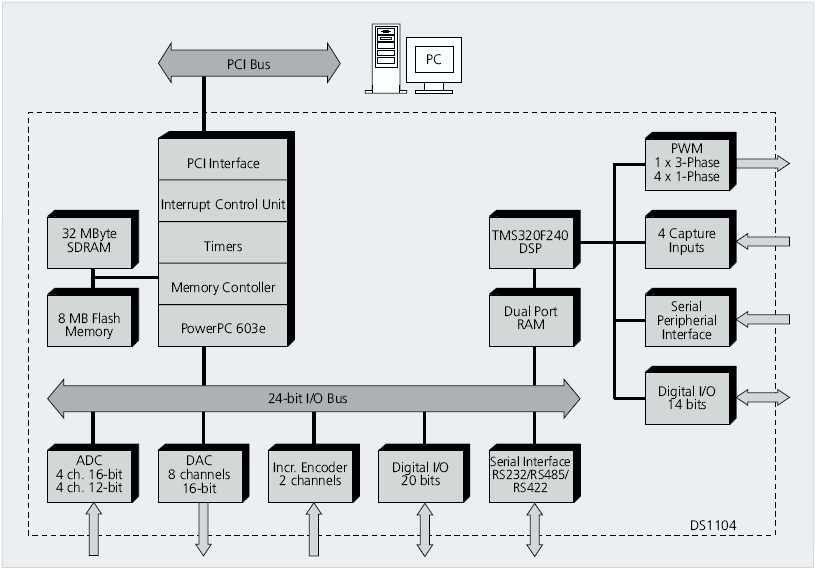 PCI Bus
PC
PCI Interface
Interrupt Control Unit
Timers
Memory Contoller
PowerPC 603e
32 MByte
SDRAM
8 MB Flash
Memory
TMS320F240
DSP
Dual Port
RAM
PWM
1 x 3-Phase
4 x 1-Phase
4 Capture
Inputs
Serial
Peripherial
Interface
Digital I/O
14 bits
24-bit I/O Bus
ADC
4 ch. 16-bit
4 ch. 12-bit
DAC
8 channels
16-bit
Incr. Encoder
2 channels
Digital I/O
20 bits
Serial Interface
RS232/RS485/
RS422
DS1104